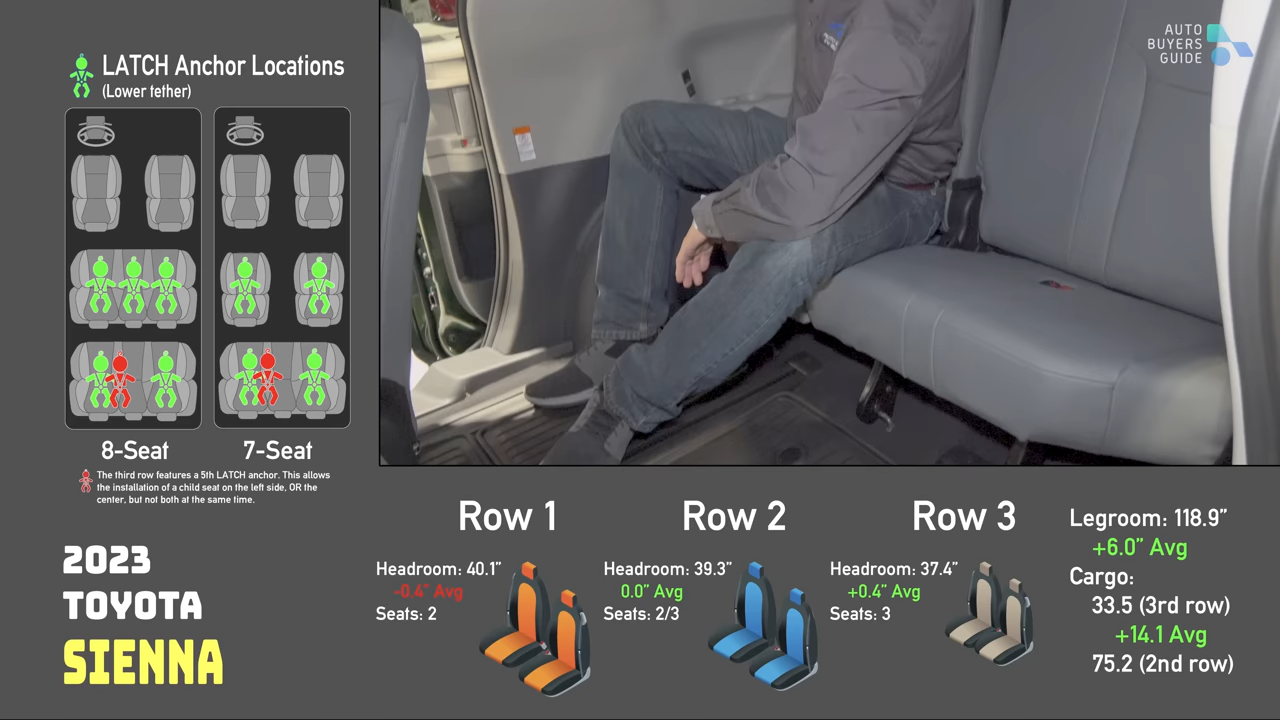 LATCH Anchor Locations
(Lower tether)
8-Seat
7-Seat
The third row features a 5th LATCH anchor. This allows
the installation of a child seat on the left side, OR the
center, but not both at the same time.
2023
TOYOTA
SIENNA
AUTO
BUYERS
GUIDE
Row 1
Headroom: 40.1"
-0.4" Avg
Seats: 2
Row 2
Headroom: 39.3"
0.0" Avg
Seats: 2/3
Row 3
Headroom: 37.4"
+0.4" Avg
Seats: 3
Legroom: 118.9"
+6.0" Avg
Cargo:
33.5 (3rd row)
+14.1 Avg
75.2 (2nd row)